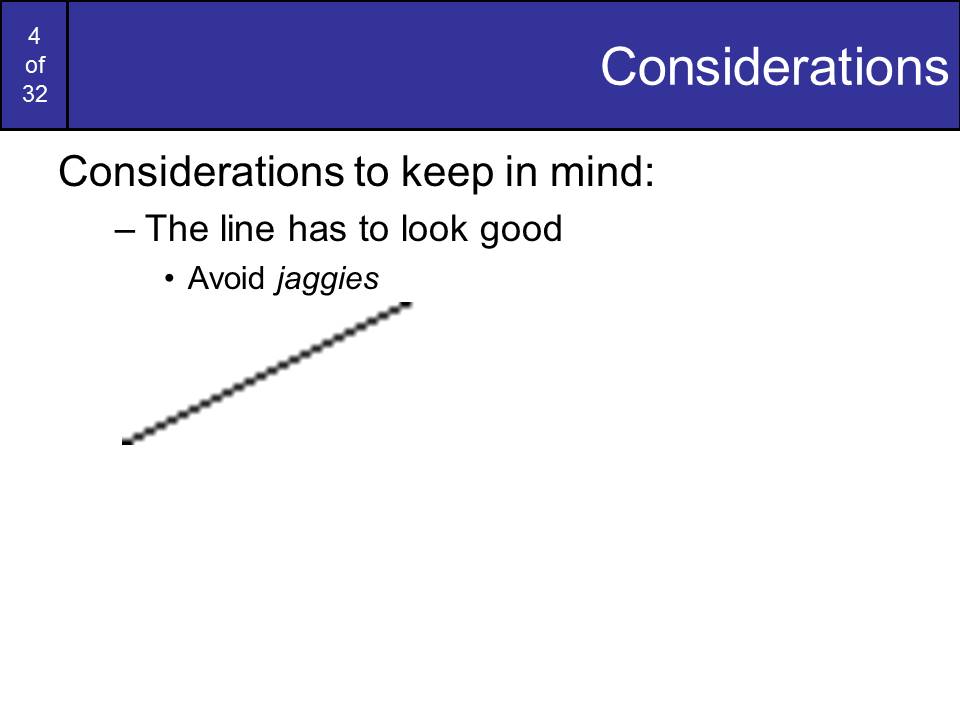 4
of
32
Considerations
Considerations to keep in mind:
– The line has to look good
• Avoid jaggies